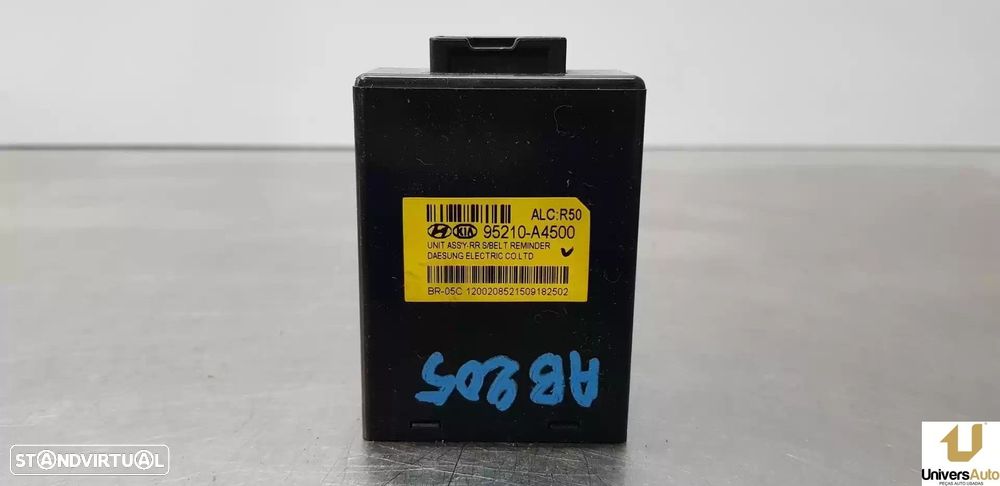 ALC:R50
KIA 95210-A4500
UNIT ASS'Y-RR S/BELT REMINDER
DAESUNG ELECTRIC CO.LTD
BR-05C 1200208521509182502
AB205
STANDVIRTUAL
UniversAuto
PEÇAS AUTO USADAS